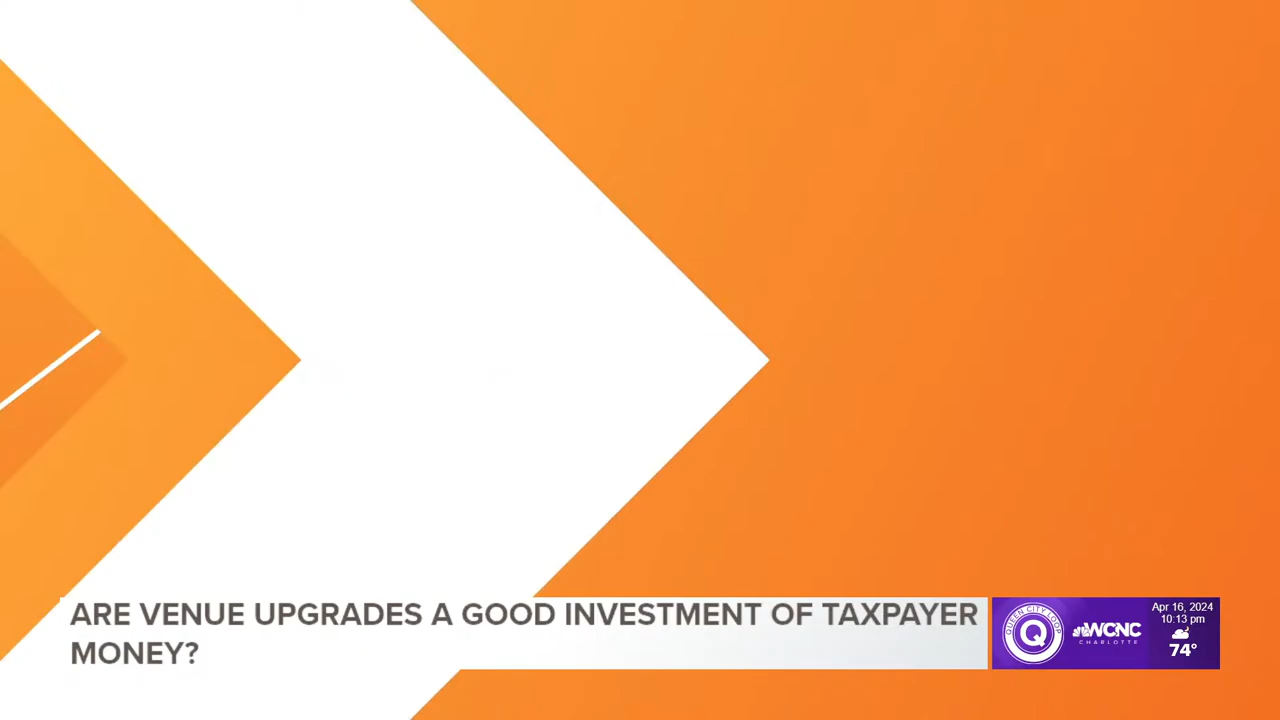 ARE VENUE UPGRADES A GOOD INVESTMENT OF TAXPAYER
MONEY?
QUEEN CITY LOOP
Q
WCNC
CHARLOTTE
Apr 16, 2024
10:13 pm
74°